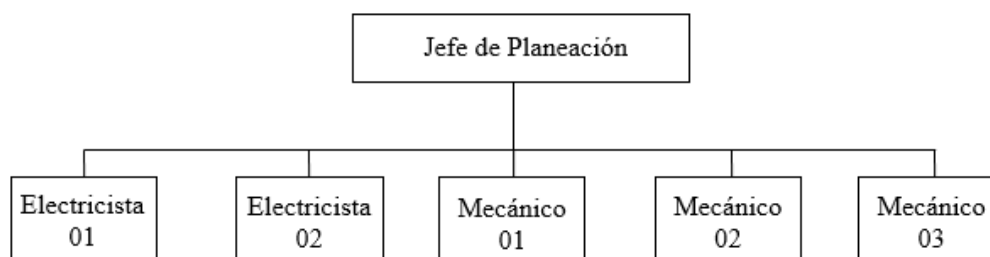 Jefe de Planeación
Electricista
01
Electricista
02
Mecánico
01
Mecánico
02
Mecánico
03